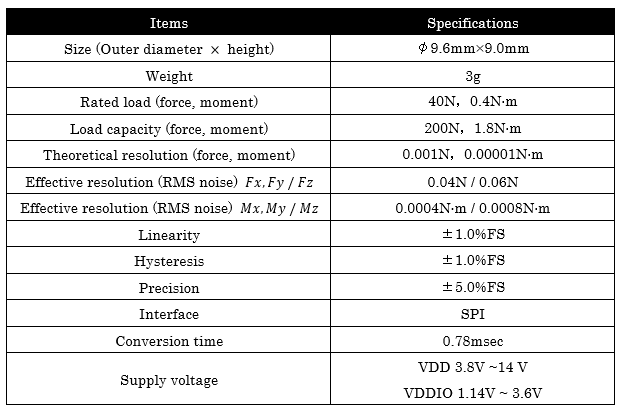 Items Specifications
Size (Outer diameter × height) φ9.6mm×9.0mm
Weight 3g
Rated load (force, moment) 40N, 0.4N·m
Load capacity (force, moment) 200N, 1.8N·m
Theoretical resolution (force, moment) 0.001N, 0.00001N·m
Effective resolution (RMS noise) Fx, Fy / Fz 0.04N / 0.06N
Effective resolution (RMS noise) Mx, My / Mz 0.0004N·m / 0.0008N·m
Linearity ±1.0%FS
Hysteresis ±1.0%FS
Precision ±5.0%FS
Interface SPI
Conversion time 0.78msec
Supply voltage VDD 3.8V ~14 V
VDDIO 1.14V ~ 3.6V